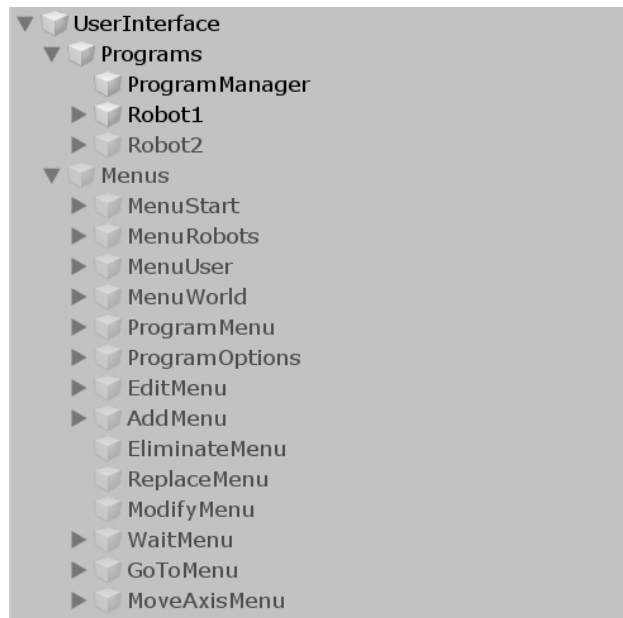 UserInterface
Programs
ProgramManager
Robot1
Robot2
Menus
MenuStart
MenuRobots
MenuUser
MenuWorld
ProgramMenu
ProgramOptions
EditMenu
AddMenu
EliminateMenu
ReplaceMenu
ModifyMenu
WaitMenu
GoToMenu
MoveAxisMenu